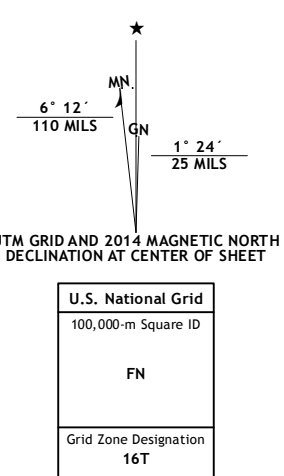 ★
MN
GN
6° 12´
110 MILS
1° 24´
25 MILS
UTM GRID AND 2014 MAGNETIC NORTH
DECLINATION AT CENTER OF SHEET
U.S. National Grid
100,000-m Square ID
FN
Grid Zone Designation
16T